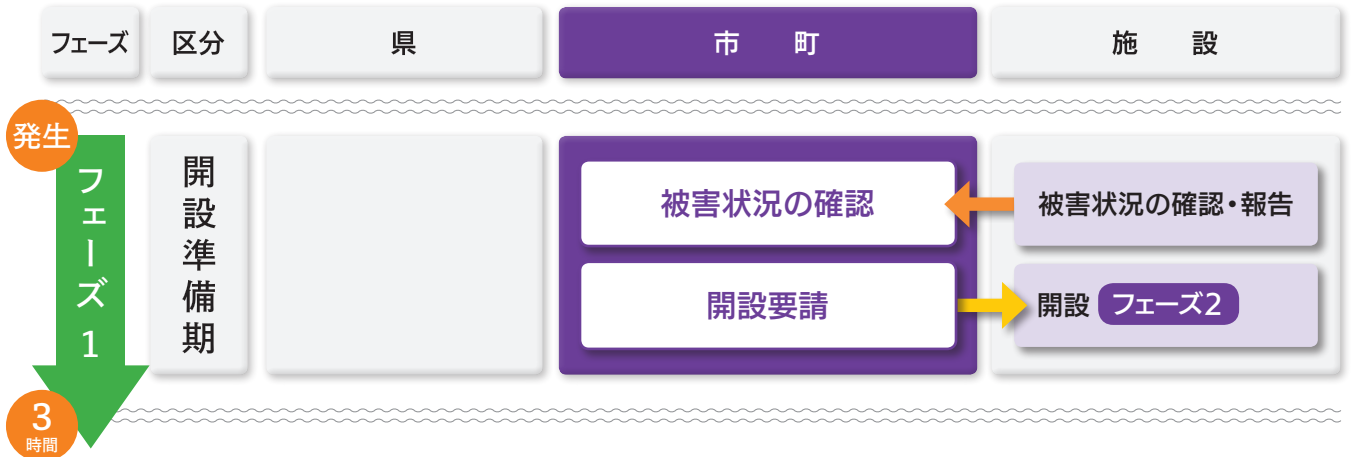 フェーズ
区分
県
市　町
施　設
発生
フェーズ1
開設準備期
被害状況の確認
被害状況の確認・報告
開設要請
開設 フェーズ2
3
時間